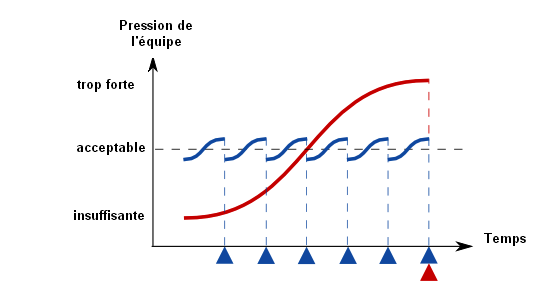 Pression de
l'équipe
trop forte
acceptable
insuffisante
Temps